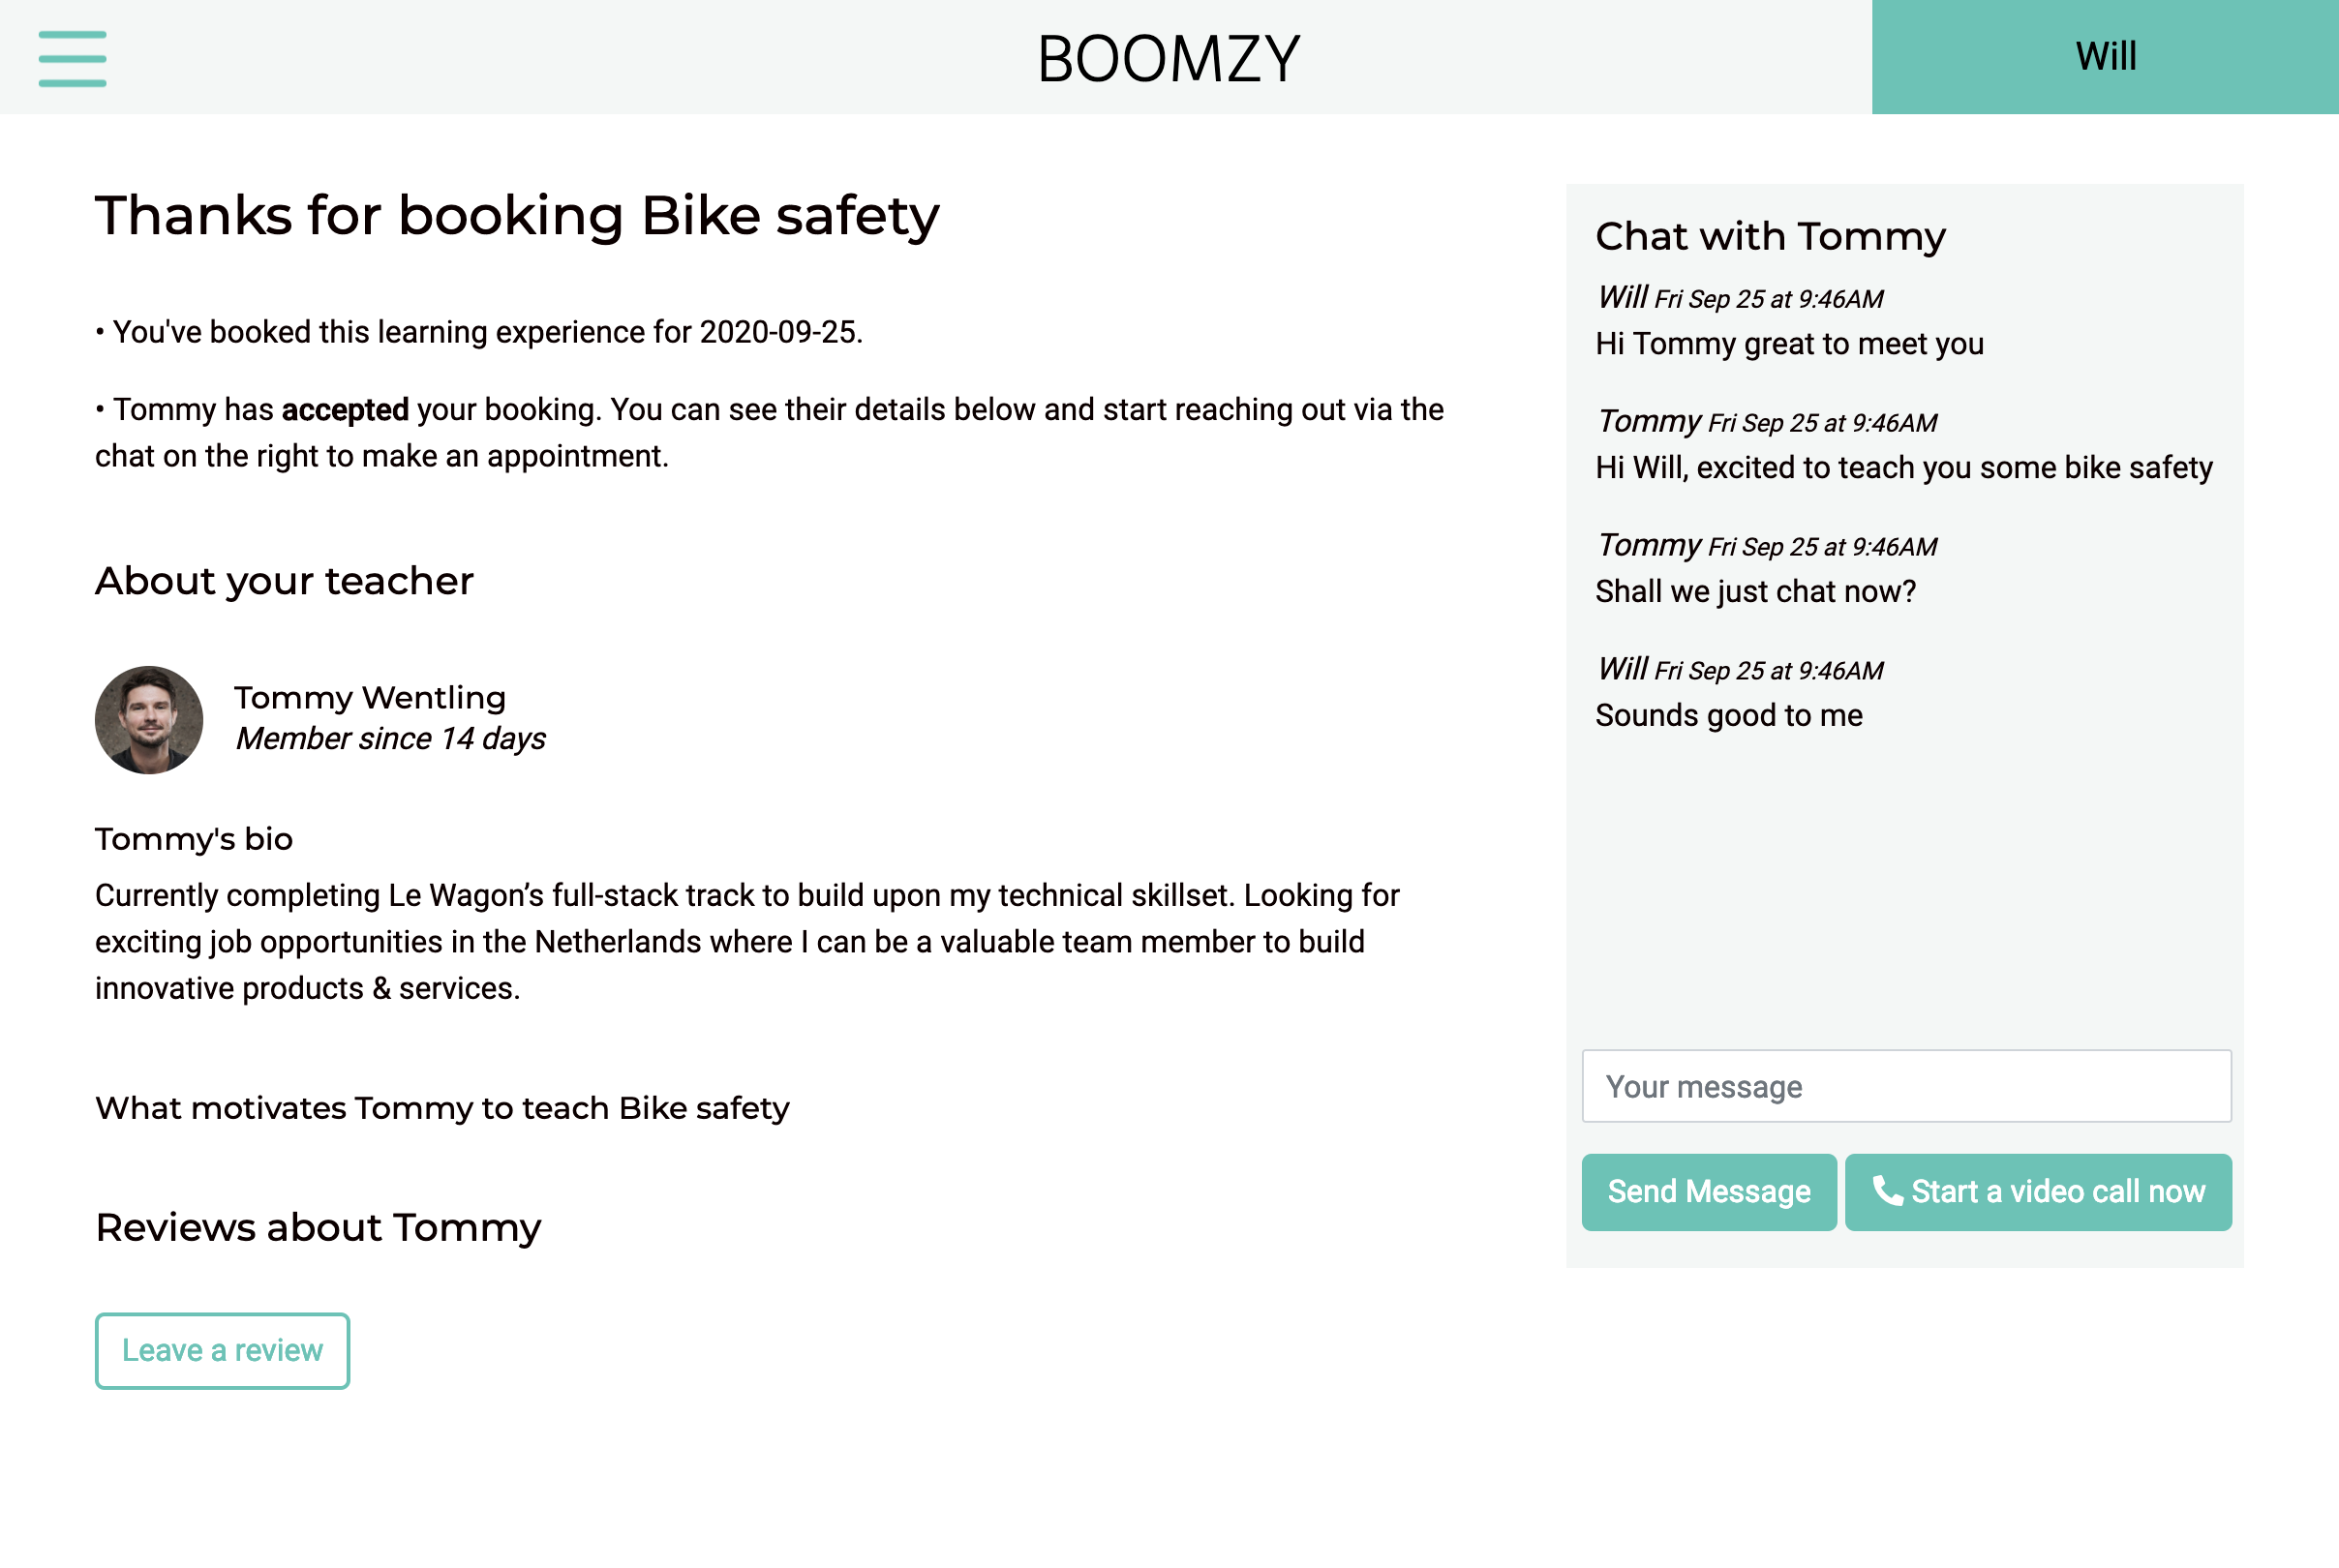 BOOMZY
Will
Thanks for booking Bike safety
• You've booked this learning experience for 2020-09-25.
• Tommy has accepted your booking. You can see their details below and start reaching out via the
chat on the right to make an appointment.
About your teacher
Tommy Wentling
Member since 14 days
Tommy's bio
Currently completing Le Wagon’s full-stack track to build upon my technical skillset. Looking for
exciting job opportunities in the Netherlands where I can be a valuable team member to build
innovative products & services.
What motivates Tommy to teach Bike safety
Reviews about Tommy
Leave a review
Chat with Tommy
Will Fri Sep 25 at 9:46AM
Hi Tommy great to meet you
Tommy Fri Sep 25 at 9:46AM
Hi Will, excited to teach you some bike safety
Tommy Fri Sep 25 at 9:46AM
Shall we just chat now?
Will Fri Sep 25 at 9:46AM
Sounds good to me
Your message
Send Message
Start a video call now